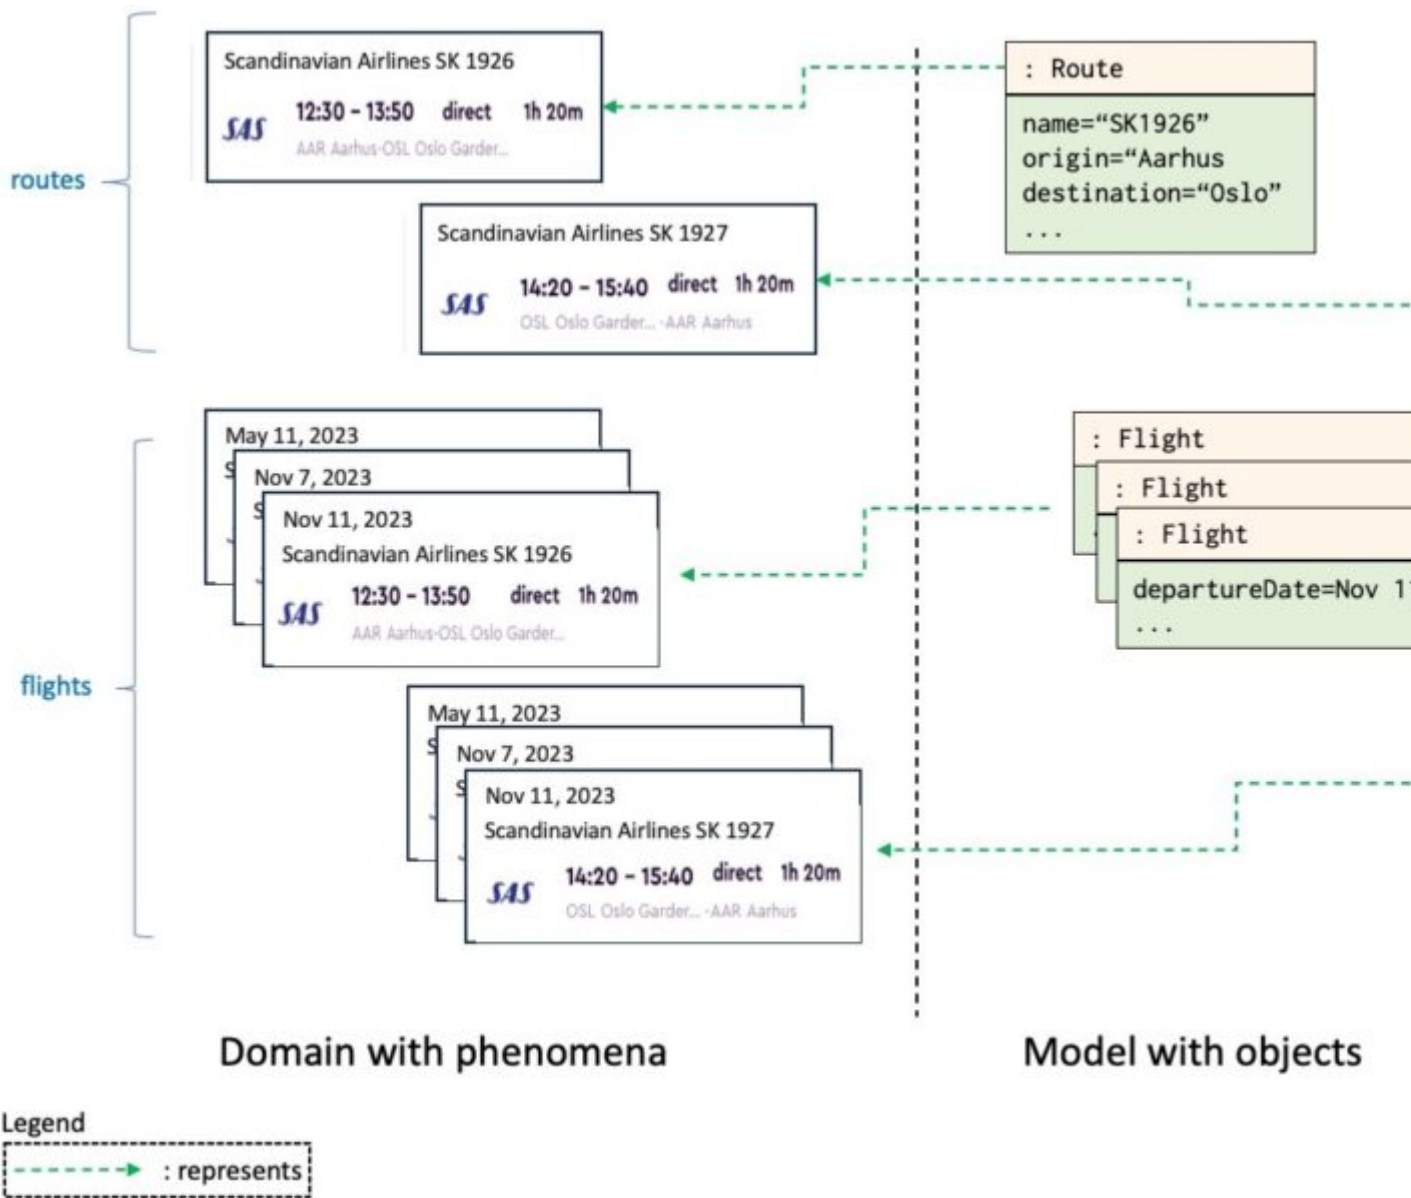 routes
Scandinavian Airlines SK 1926
SAS
12:30 – 13:50 direct 1h 20m
AAR Aarhus-OSL Oslo Garder...
Scandinavian Airlines SK 1927
SAS
14:20 – 15:40 direct 1h 20m
OSL Oslo Garder... -AAR Aarhus
: Route
name=“SK1926”
origin=“Aarhus
destination=“Oslo”
...
flights
May 11, 2023
S
Nov 7, 2023
S
Nov 11, 2023
Scandinavian Airlines SK 1926
SAS
12:30 – 13:50 direct 1h 20m
AAR Aarhus-OSL Oslo Garder...
: Flight
: Flight
: Flight
departureDate=Nov 1
...
May 11, 2023
S
Nov 7, 2023
S
Nov 11, 2023
Scandinavian Airlines SK 1927
SAS
14:20 – 15:40 direct 1h 20m
OSL Oslo Garder... -AAR Aarhus
Domain with phenomena
Model with objects
Legend
: represents